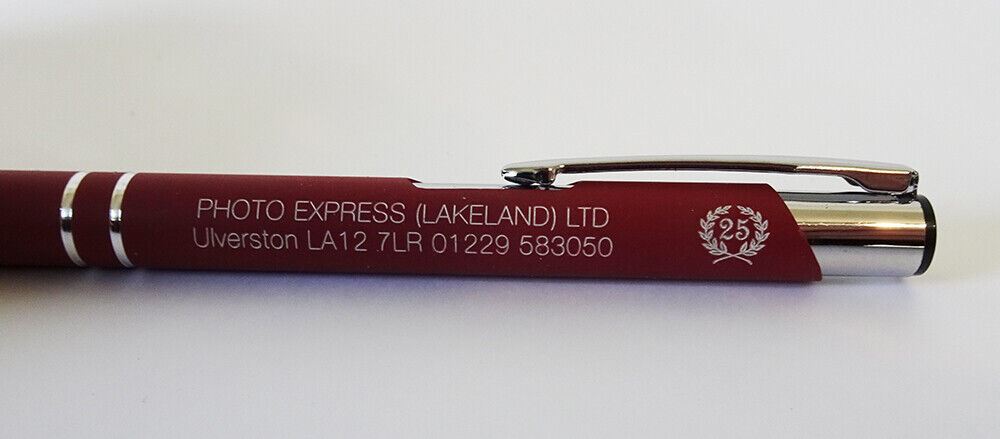 PHOTO EXPRESS (LAKELAND) LTD
Ulverston LA12 7LR 01229 583050
25